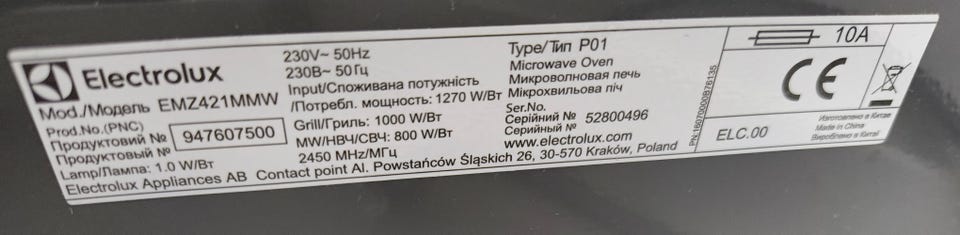 Electrolux
Mod./Модель EMZ421MMW
Prod.No.(PNC)
Продуктовий № 947607500
Продуктовый №
Lamp/Лампа: 1.0 W/Вт
230V~ 50Hz
230В~ 50Гц
Input/Споживана потужність
/Потребл. мощность: 1270 W/Вт
Grill/Гриль: 1000 W/Вт
MW/НВЧ/СВЧ: 800 W/Вт
2450 MHz/МГц
Type/Тип P01
Microwave Oven
Микроволновая печь
Мікрохвильова піч
Ser.No.
Серійний № 52800496
Серийный №
www.electrolux.com
Electrolux Appliances AB Contact point Al. Powstańców Śląskich 26, 30-570 Kraków, Poland
PN:16070000B76135
10A
CE
ELC.00
Изготовлено в Китае
Made in China
Вироблено в Китаї